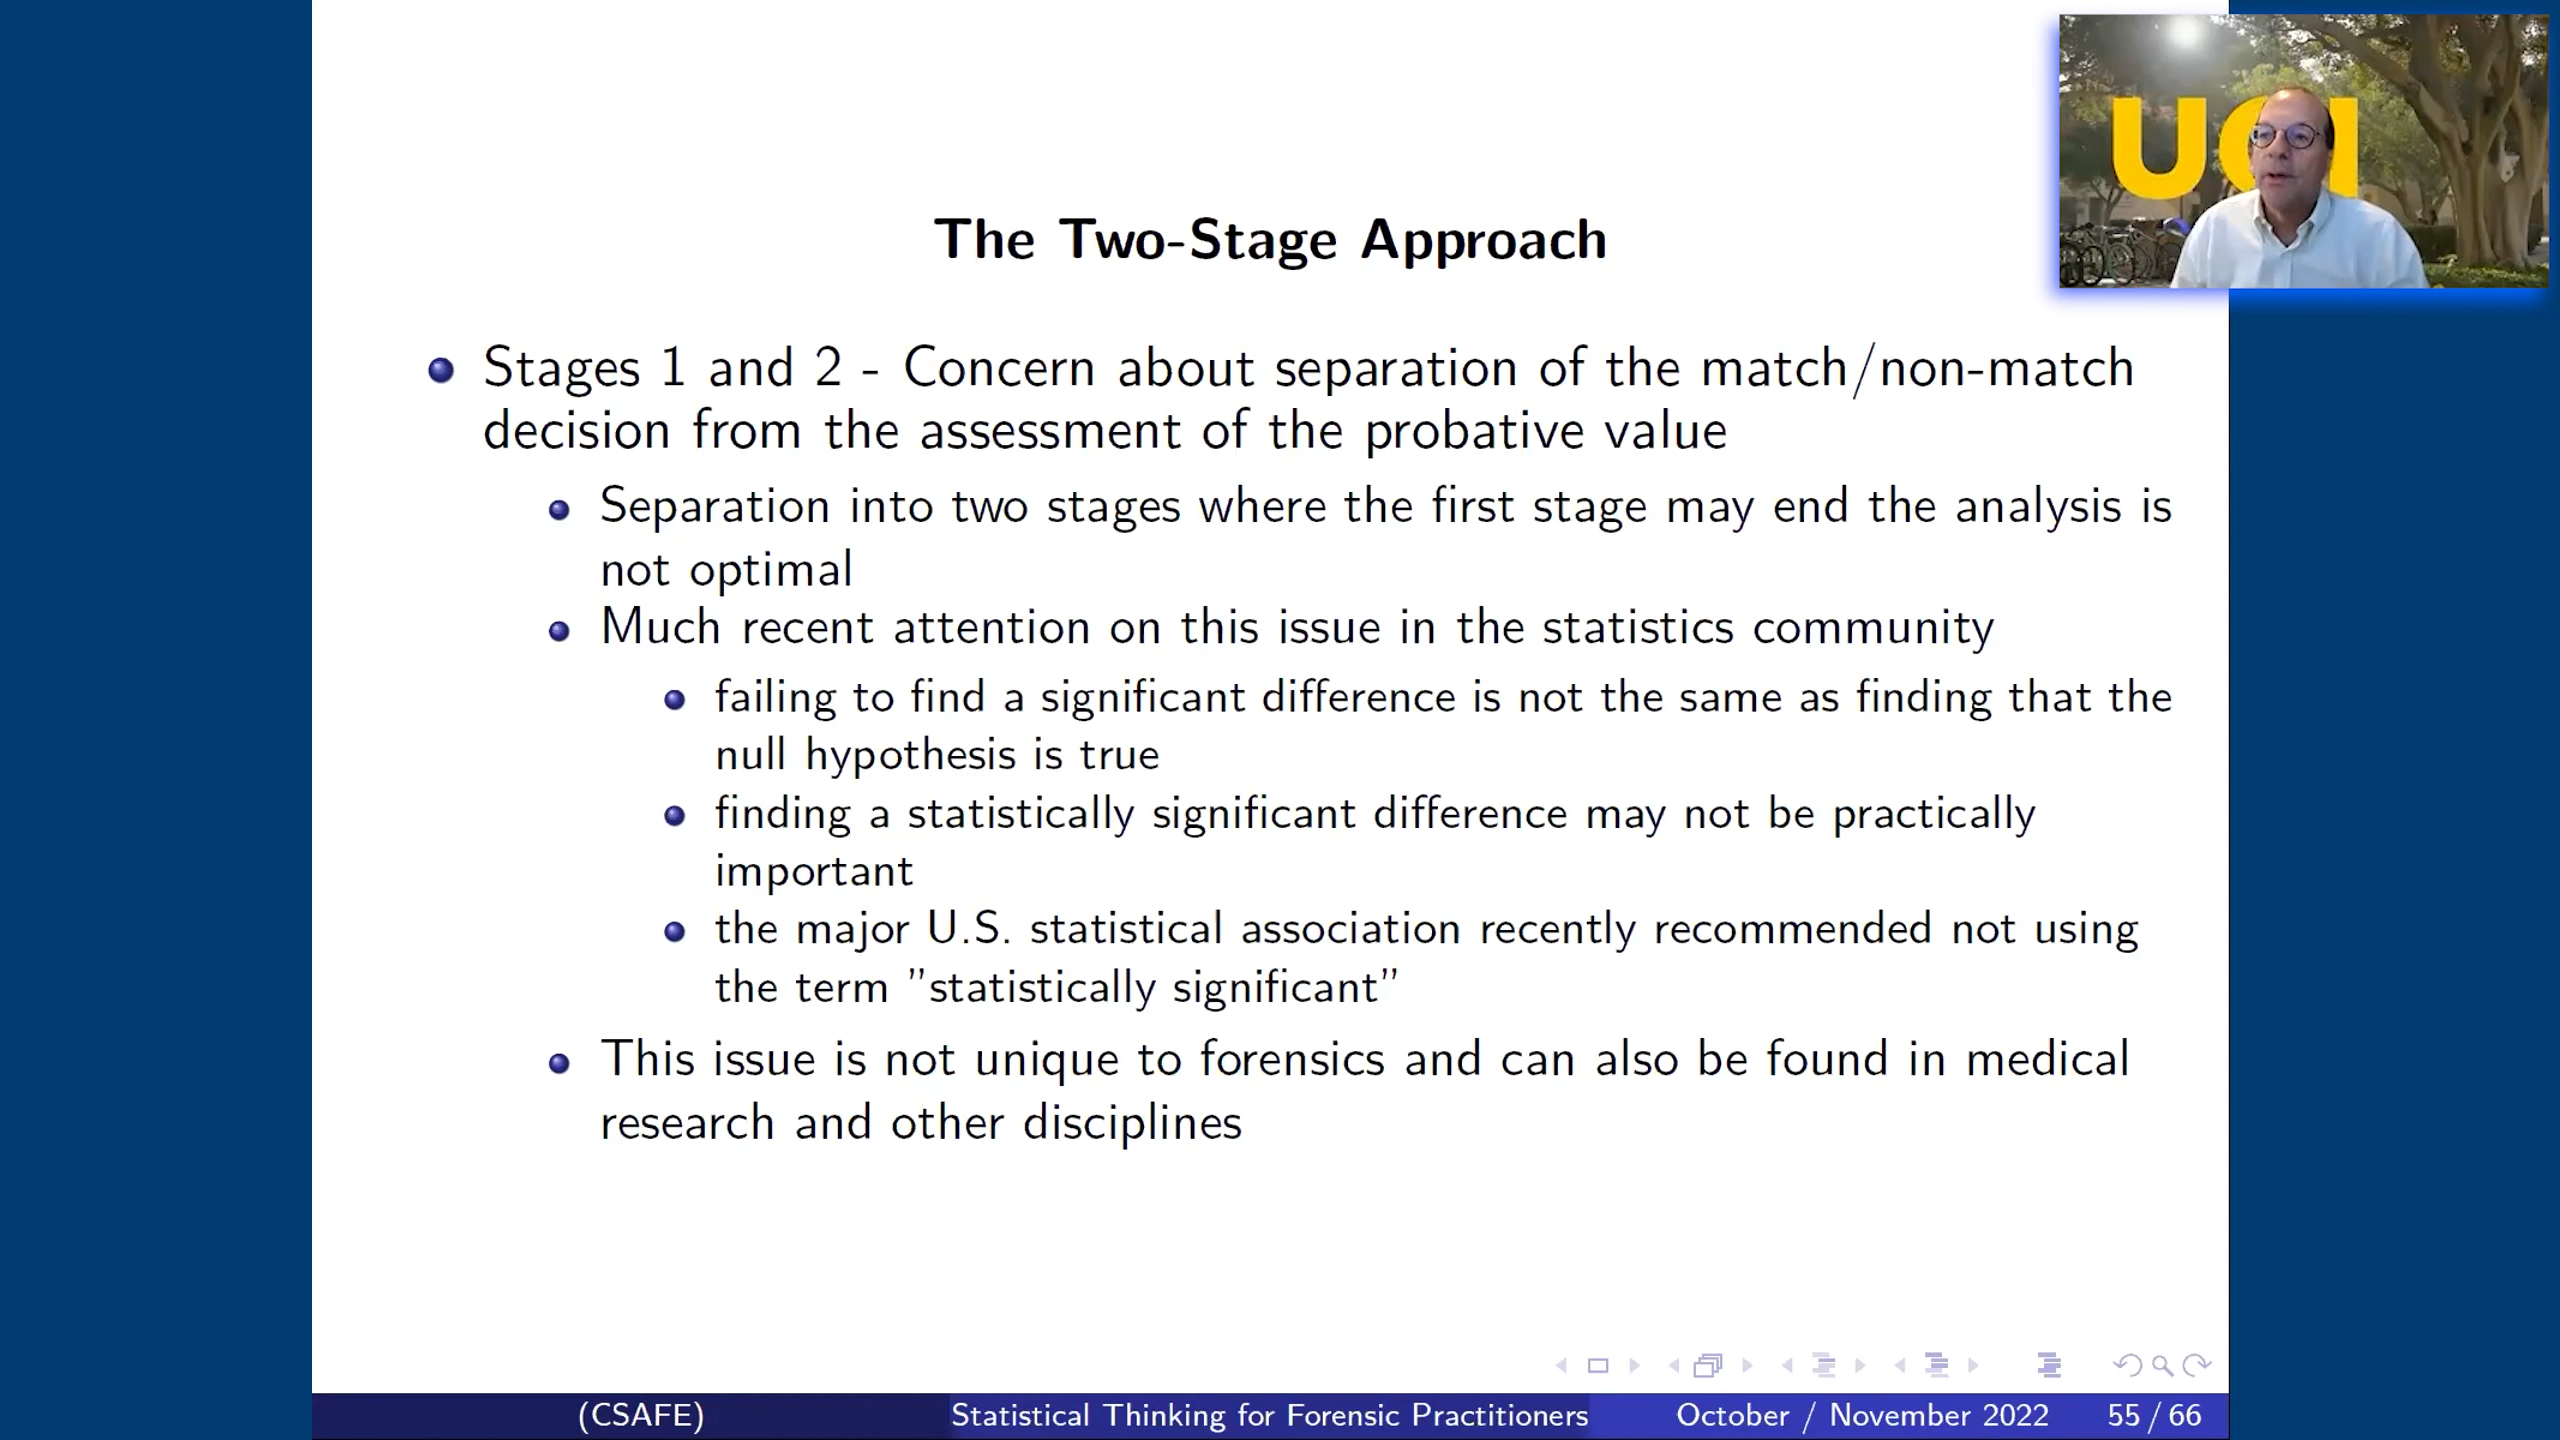 UCI
The Two-Stage Approach
Stages 1 and 2 - Concern about separation of the match/non-match
decision from the assessment of the probative value
Separation into two stages where the first stage may end the analysis is
not optimal
Much recent attention on this issue in the statistics community
failing to find a significant difference is not the same as finding that the
null hypothesis is true
finding a statistically significant difference may not be practically
important
the major U.S. statistical association recently recommended not using
the term ”statistically significant”
This issue is not unique to forensics and can also be found in medical
research and other disciplines
(CSAFE)
Statistical Thinking for Forensic Practitioners
October / November 2022
55 / 66